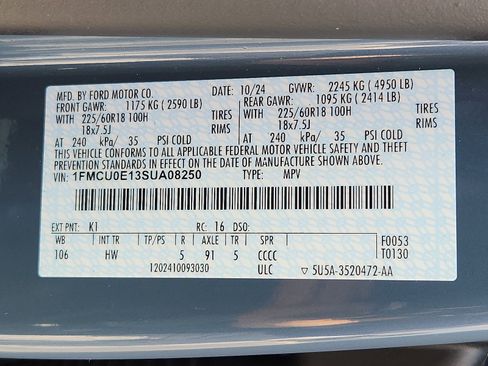 MFD. BY FORD MOTOR CO. 10/24 GVWR: 2245 KG ( 4950 LB)
FRONT GAWR: 1175 KG ( 2590 LB) REAR GAWR: 1095 KG ( 2414 LB)
WITH 225/60R18 100H TIRES WITH 225/60R18 100H TIRES
18x7.5J RIMS 18x7.5J RIMS
AT 240 kPa/ 35 PSI COLD AT 240 kPa/ 35 PSI COLD
THIS VEHICLE CONFORMS TO ALL APPLICABLE FEDERAL MOTOR VEHICLE SAFETY AND THEFT
PREVENTION STANDARDS IN EFFECT ON THE DATE OF MANUFACTURE SHOWN ABOVE.
VIN: 1FMCU0E13SUA08250 TYPE: MPV
EXT PNT: K1 RC: 16 DSO: F0053
WB INT TR TP/PS R AXLE TR SPR T0130
106 HW 5 91 5 CCCC
1202410093030 ULC ▽ 5U5A-3520472-AA